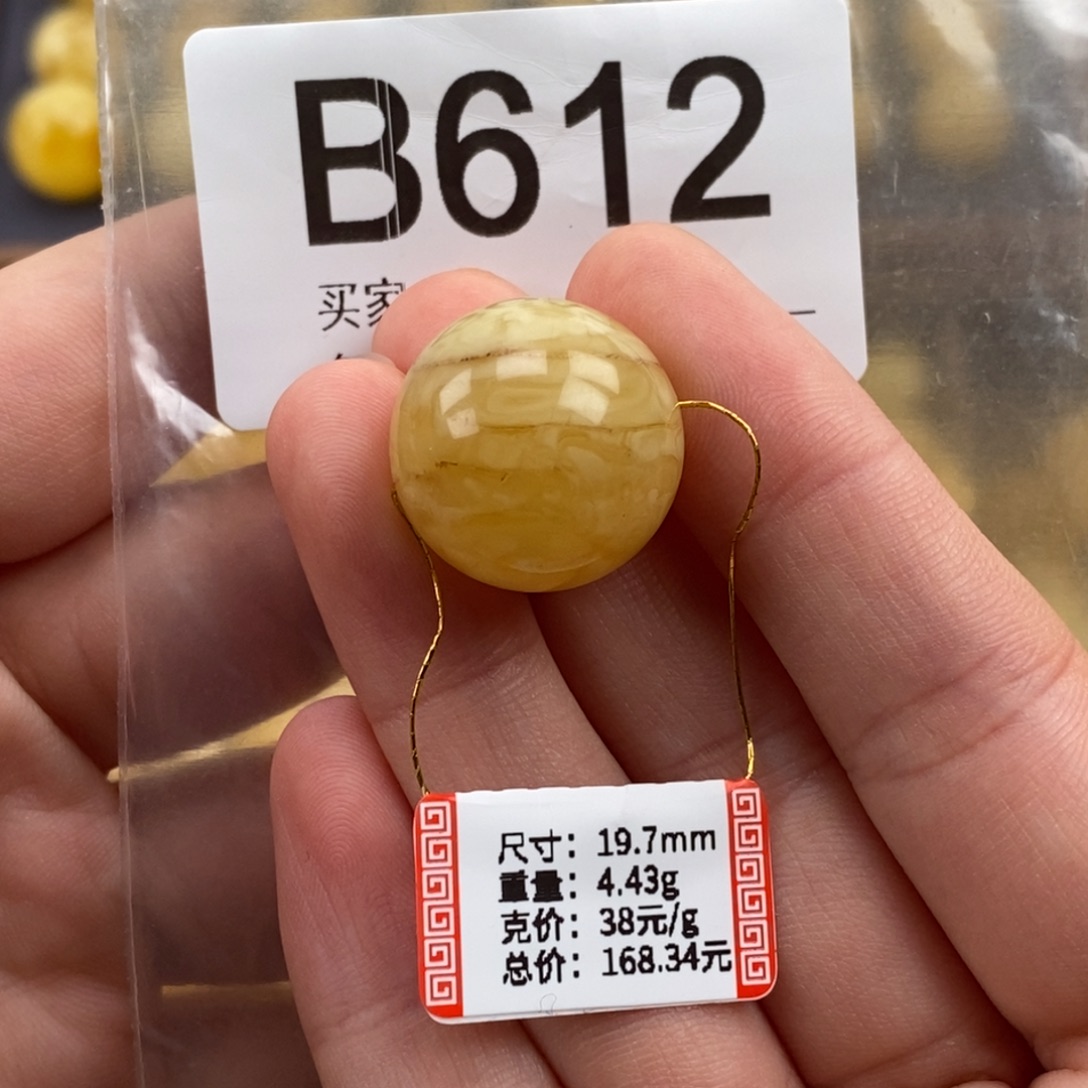 B612
买家
尺寸：19.7mm
重量：4.43g
克价：38元/g
总价：168.34元